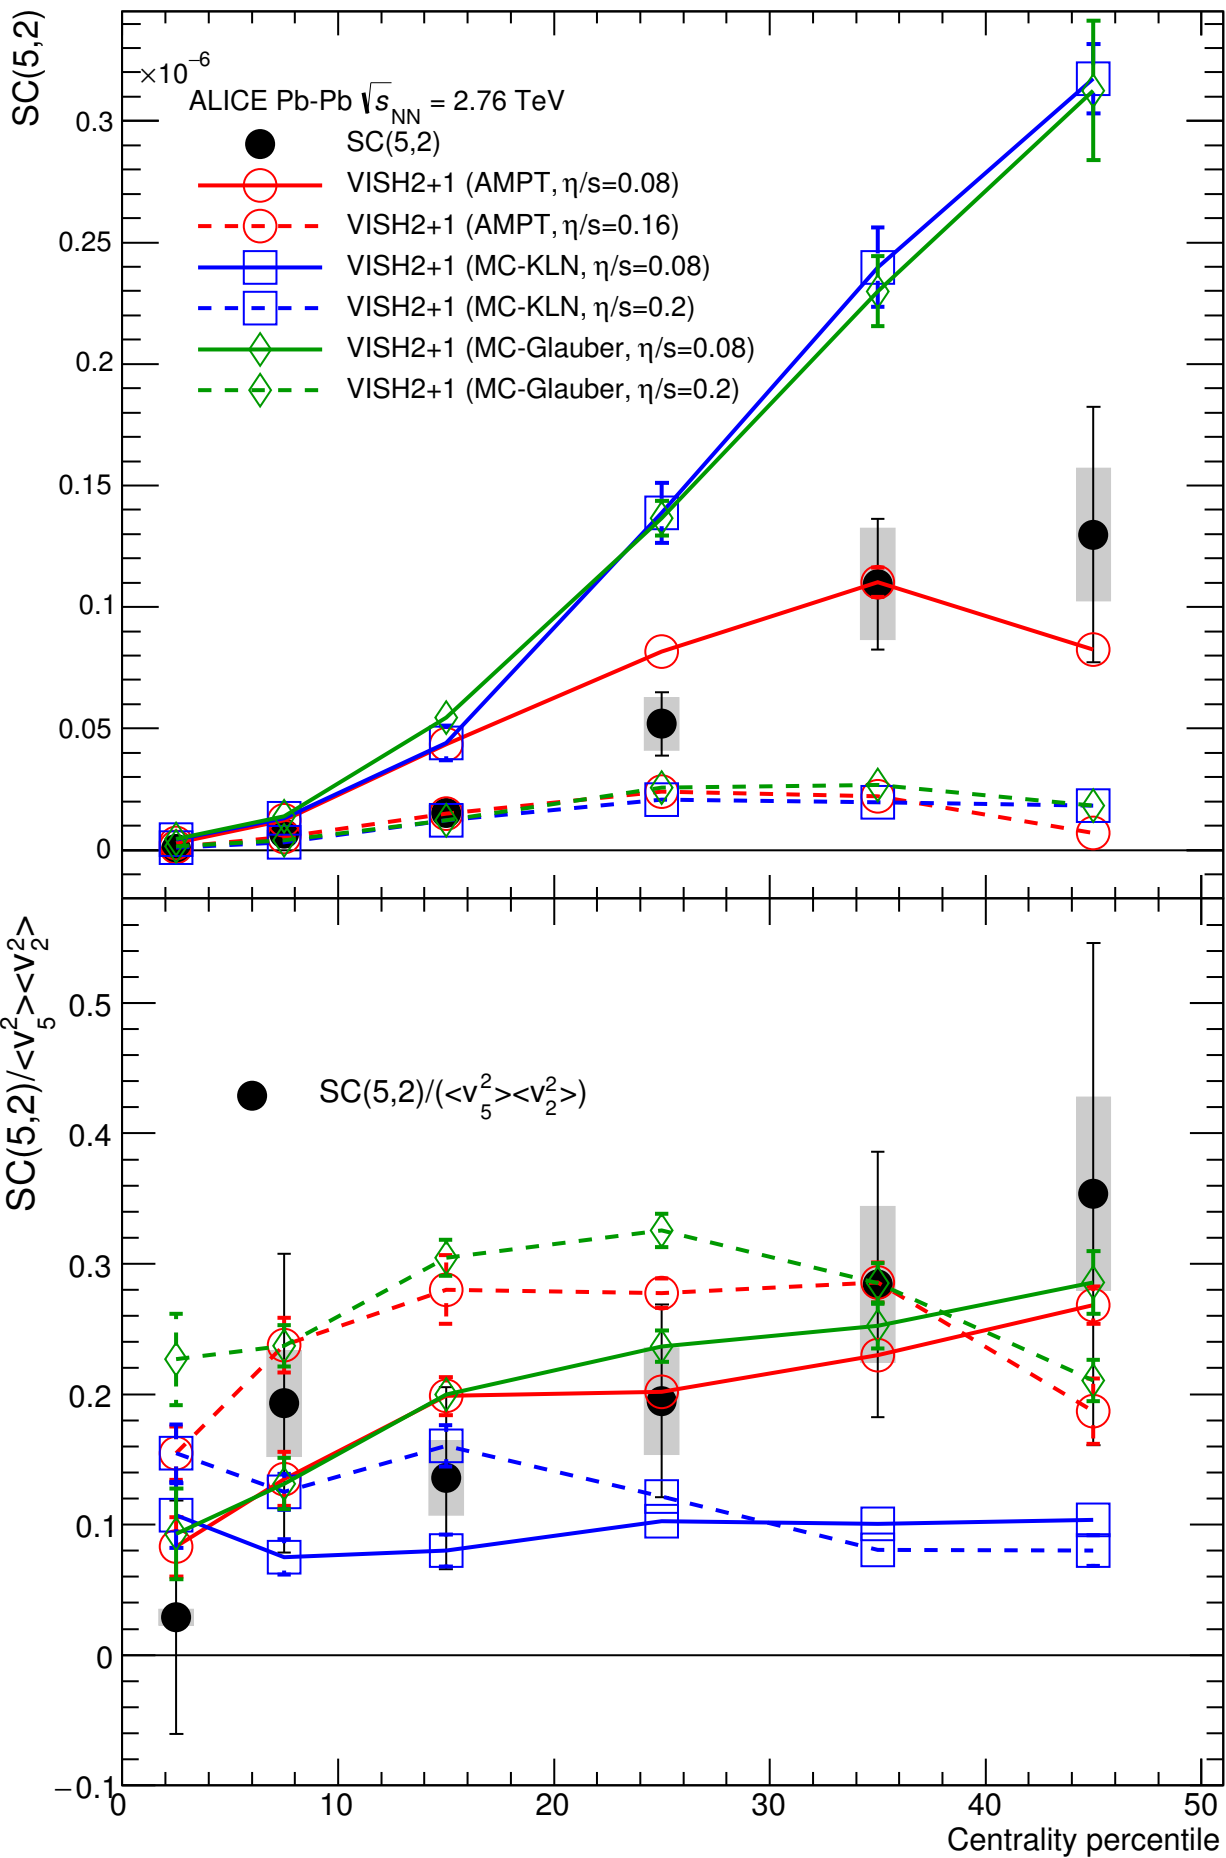 SC(5,2)
×10⁻⁶
ALICE Pb-Pb √s_NN = 2.76 TeV
SC(5,2)
VISH2+1 (AMPT, η/s=0.08)
VISH2+1 (AMPT, η/s=0.16)
VISH2+1 (MC-KLN, η/s=0.08)
VISH2+1 (MC-KLN, η/s=0.2)
VISH2+1 (MC-Glauber, η/s=0.08)
VISH2+1 (MC-Glauber, η/s=0.2)
0.3
0.25
0.2
0.15
0.1
0.05
0
SC(5,2)/<v₅²><v₂²>
SC(5,2)/(<v₅²><v₂²>)
0.5
0.4
0.3
0.2
0.1
0
−0.1
0 10 20 30 40 50
Centrality percentile